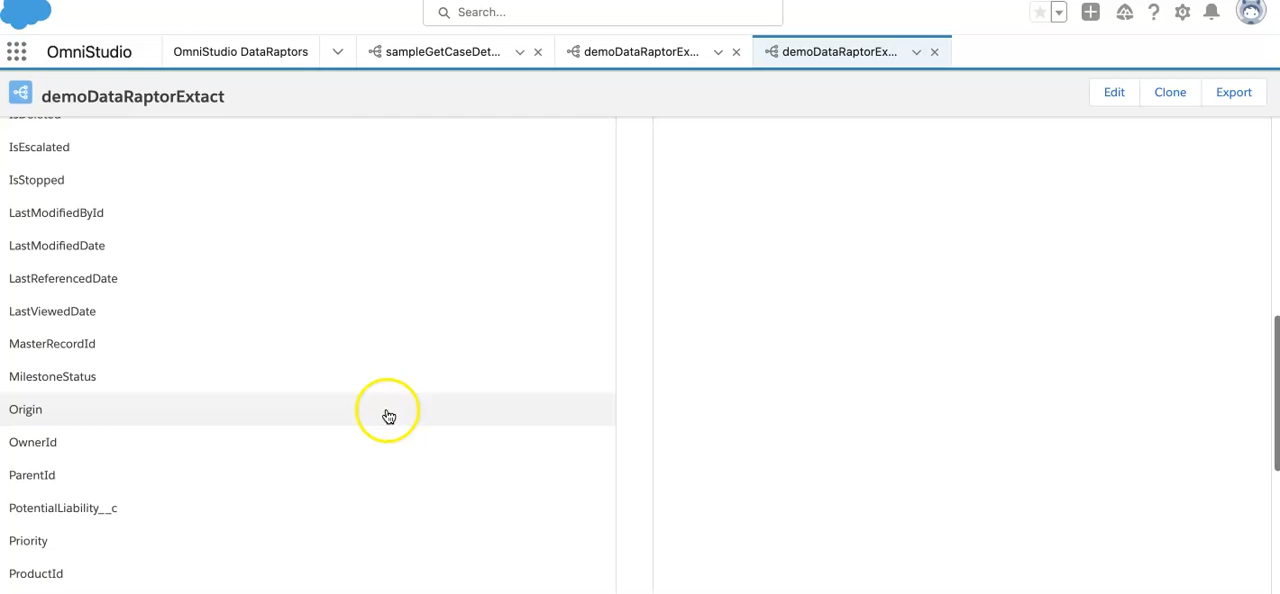 Search...
OmniStudio
OmniStudio DataRaptors
sampleGetCaseDet...
demoDataRaptorEx...
demoDataRaptorEx...
demoDataRaptorExtact
Edit
Clone
Export
IsDeleted
IsEscalated
IsStopped
LastModifiedById
LastModifiedDate
LastReferencedDate
LastViewedDate
MasterRecordId
MilestoneStatus
Origin
OwnerId
ParentId
PotentialLiability__c
Priority
ProductId